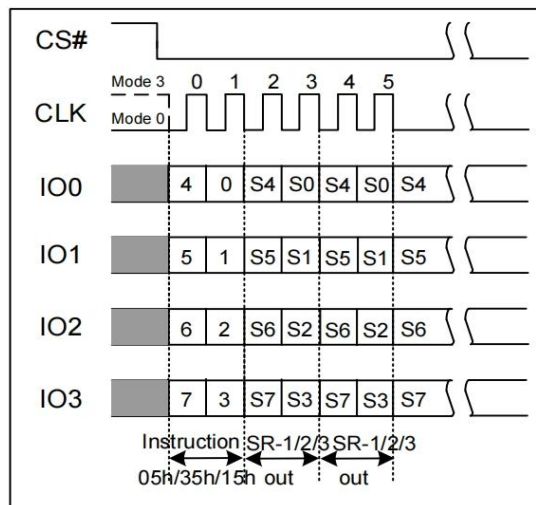 CS#
Mode 3 0 1 2 3 4 5
CLK
Mode 0
IO0 4 0 S4 S0 S4 S0 S4
IO1 5 1 S5 S1 S5 S1 S5
IO2 6 2 S6 S2 S6 S2 S6
IO3 7 3 S7 S3 S7 S3 S7
Instruction SR-1/2/3 SR-1/2/3
05h/35h/15h out out